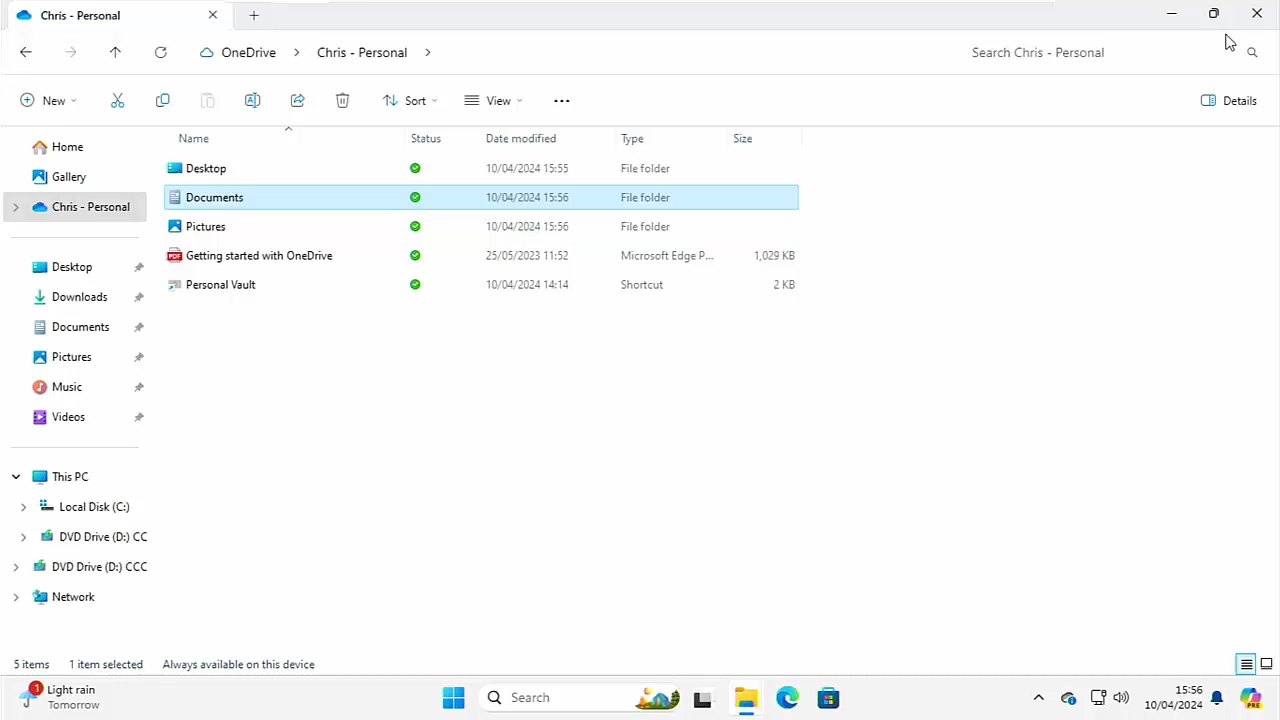 Chris - Personal
OneDrive > Chris - Personal >
Search Chris - Personal
New
Sort
View
Details
Name Status Date modified Type Size
Desktop 10/04/2024 15:55 File folder
Documents 10/04/2024 15:56 File folder
Pictures 10/04/2024 15:56 File folder
PDF Getting started with OneDrive 25/05/2023 11:52 Microsoft Edge P... 1,029 KB
Personal Vault 10/04/2024 14:14 Shortcut 2 KB
Home
Gallery
Chris - Personal
Desktop
Downloads
Documents
Pictures
Music
Videos
This PC
Local Disk (C:)
DVD Drive (D:) CC
DVD Drive (D:) CCC
Network
5 items 1 item selected Always available on this device
1 Light rain
Tomorrow
Search
15:56
10/04/2024
PRE